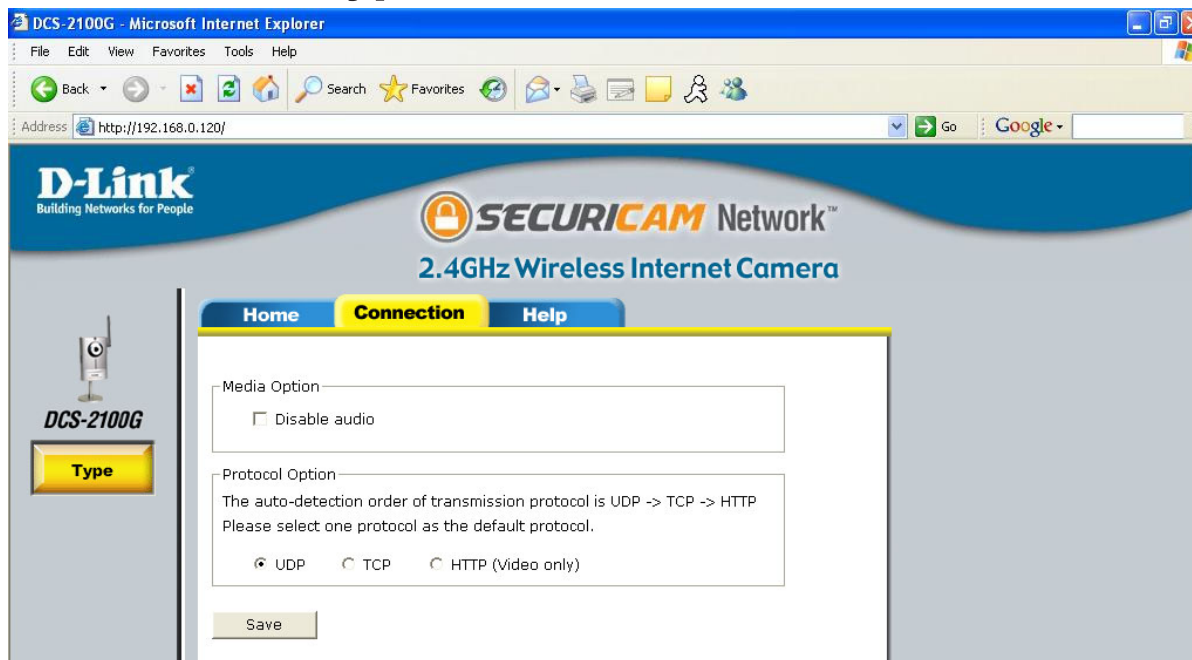 DCS-2100G - Microsoft Internet Explorer
File Edit View Favorites Tools Help
Back Search Favorites
Address http://192.168.0.120/ Go Google
D-Link
Building Networks for People
SECURICAM Network™
2.4GHz Wireless Internet Camera
Home Connection Help
DCS-2100G
Type
Media Option
Disable audio
Protocol Option
The auto-detection order of transmission protocol is UDP -> TCP -> HTTP
Please select one protocol as the default protocol.
UDP TCP HTTP (Video only)
Save